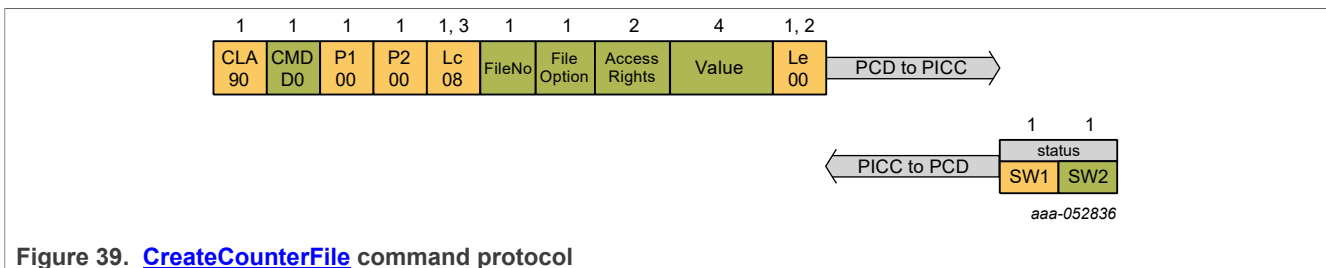 1 1 1 1 1, 3 1 1 2 4 1, 2
CLA 90 CMD D0 P1 00 P2 00 Lc 08 FileNo File Option Access Rights Value Le 00 PCD to PICC
1 1
status
PICC to PCD SW1 SW2
aaa-052836
Figure 39. CreateCounterFile command protocol